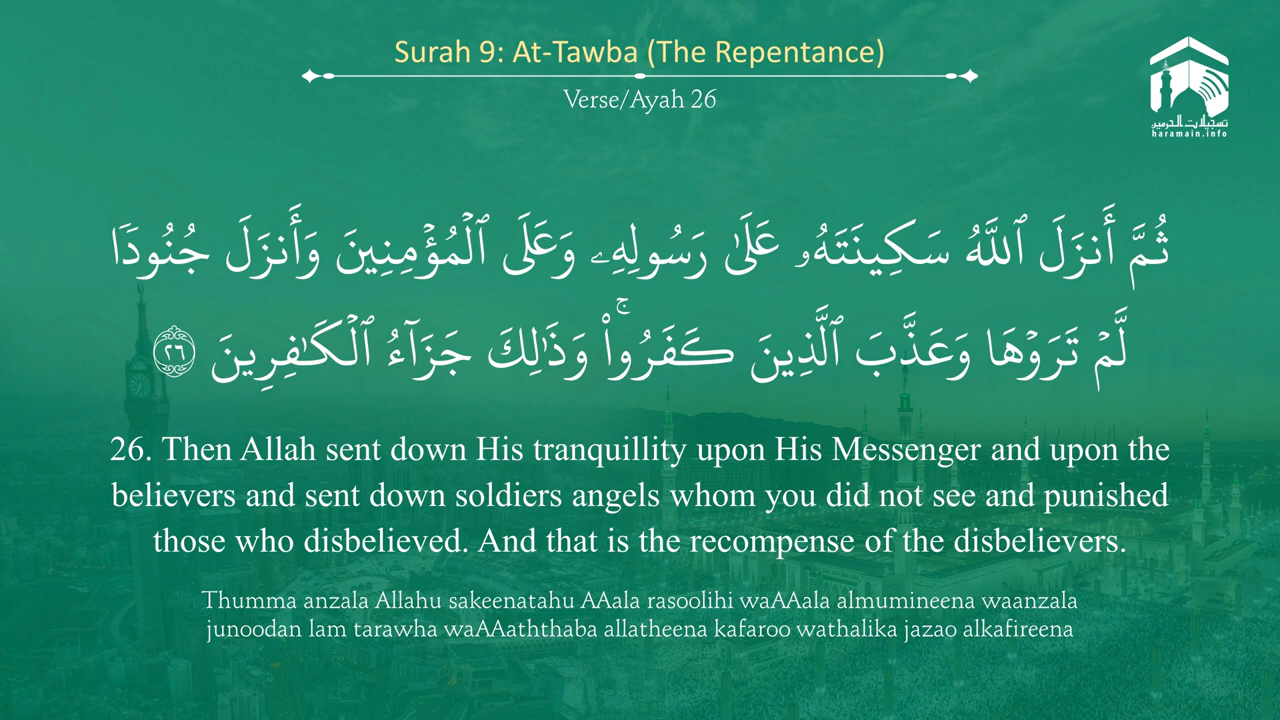 Surah 9: At-Tawba (The Repentance)
Verse/Ayah 26
تسجيلات الحرمين
haramain.info
ثُمَّ أَنزَلَ ٱللَّهُ سَكِينَتَهُۥ عَلَىٰ رَسُولِهِۦ وَعَلَى ٱلْمُؤْمِنِينَ وَأَنزَلَ جُنُودًا
لَّمْ تَرَوْهَا وَعَذَّبَ ٱلَّذِينَ كَفَرُوا۟ ۚ وَذَٰلِكَ جَزَآءُ ٱلْكَـٰفِرِينَ ٢٦
26. Then Allah sent down His tranquillity upon His Messenger and upon the
believers and sent down soldiers angels whom you did not see and punished
those who disbelieved. And that is the recompense of the disbelievers.
Thumma anzala Allahu sakeenatahu AAala rasoolihi waAAala almumineena waanzala
junoodan lam tarawha waAAaththaba allatheena kafaroo wathalika jazao alkafireena